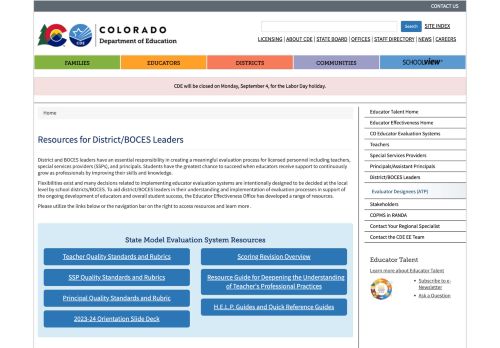 CONTACT US
COLORADO
Department of Education
CDE
Search
SITE INDEX
LICENSING | ABOUT CDE | STATE BOARD | OFFICES | STAFF DIRECTORY | NEWS | CAREERS
FAMILIES
EDUCATORS
DISTRICTS
COMMUNITIES
SCHOOLVIEW
CDE will be closed on Monday, September 4, for the Labor Day holiday.
Home
Resources for District/BOCES Leaders
District and BOCES leaders have an essential responsibility in creating a meaningful evaluation process for licensed personnel including teachers,
special services providers (SSPs), and principals. Students have the greatest chance to succeed when educators receive support to continuously
grow as professionals by improving their skills and knowledge.
Flexibilities exist and many decisions related to implementing educator evaluation systems are intentionally designed to be decided at the local
level by school districts/BOCES. To aid district/BOCES leaders in their understanding and implementation of evaluation processes in support of
the ongoing development of educators and overall student success, the Educator Effectiveness Office has developed a range of resources.
Please utilize the links below or the navigation bar on the right to access resources and learn more .
State Model Evaluation System Resources
Teacher Quality Standards and Rubrics
SSP Quality Standards and Rubrics
Principal Quality Standards and Rubric
2023-24 Orientation Slide Deck
Scoring Revision Overview
Resource Guide for Deepening the Understanding
of Teacher's Professional Practices
H.E.L.P. Guides and Quick Reference Guides
Educator Talent Home
Educator Effectiveness Home
CO Educator Evaluation Systems
Teachers
Special Services Providers
Principals/Assistant Principals
District/BOCES Leaders
Evaluator Designees (ATP)
Stakeholders
COPMS in RANDA
Contact Your Regional Specialist
Contact the CDE EE Team
Educator Talent
Learn more about Educator Talent
Subscribe to e-
Newsletter
Ask a Question